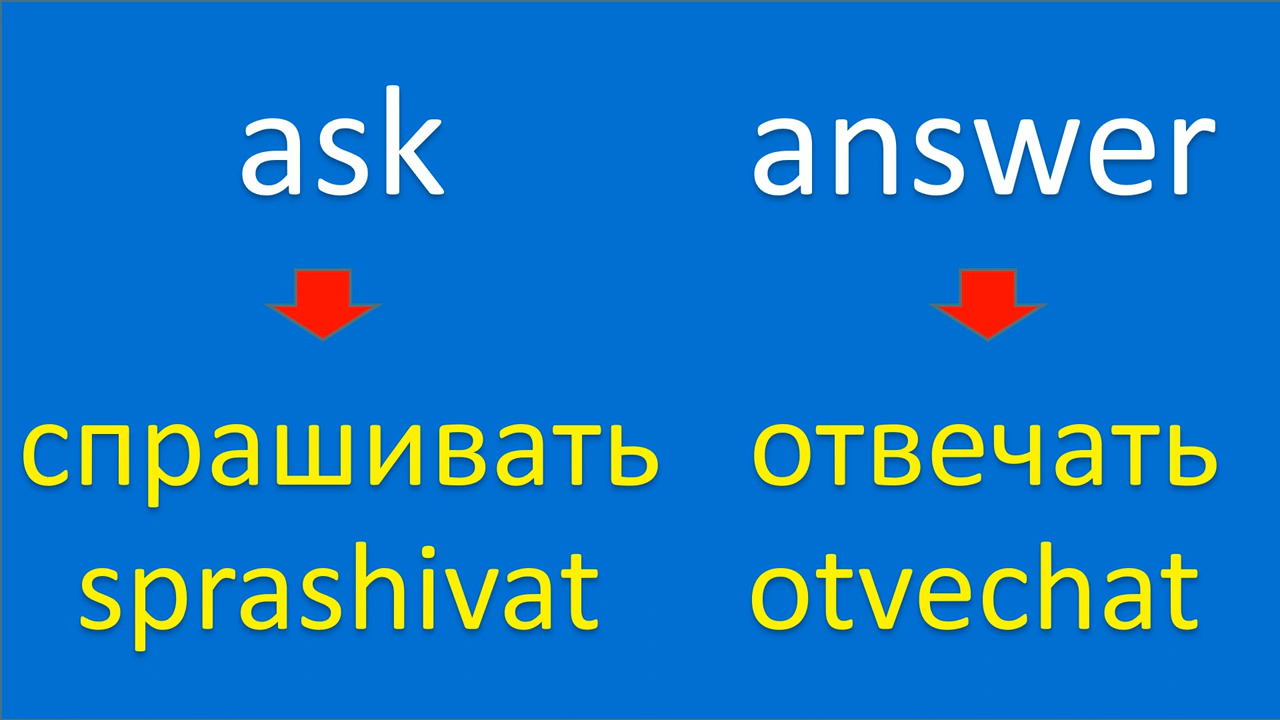 ask answer
спрашивать отвечать
sprashivat otvechat